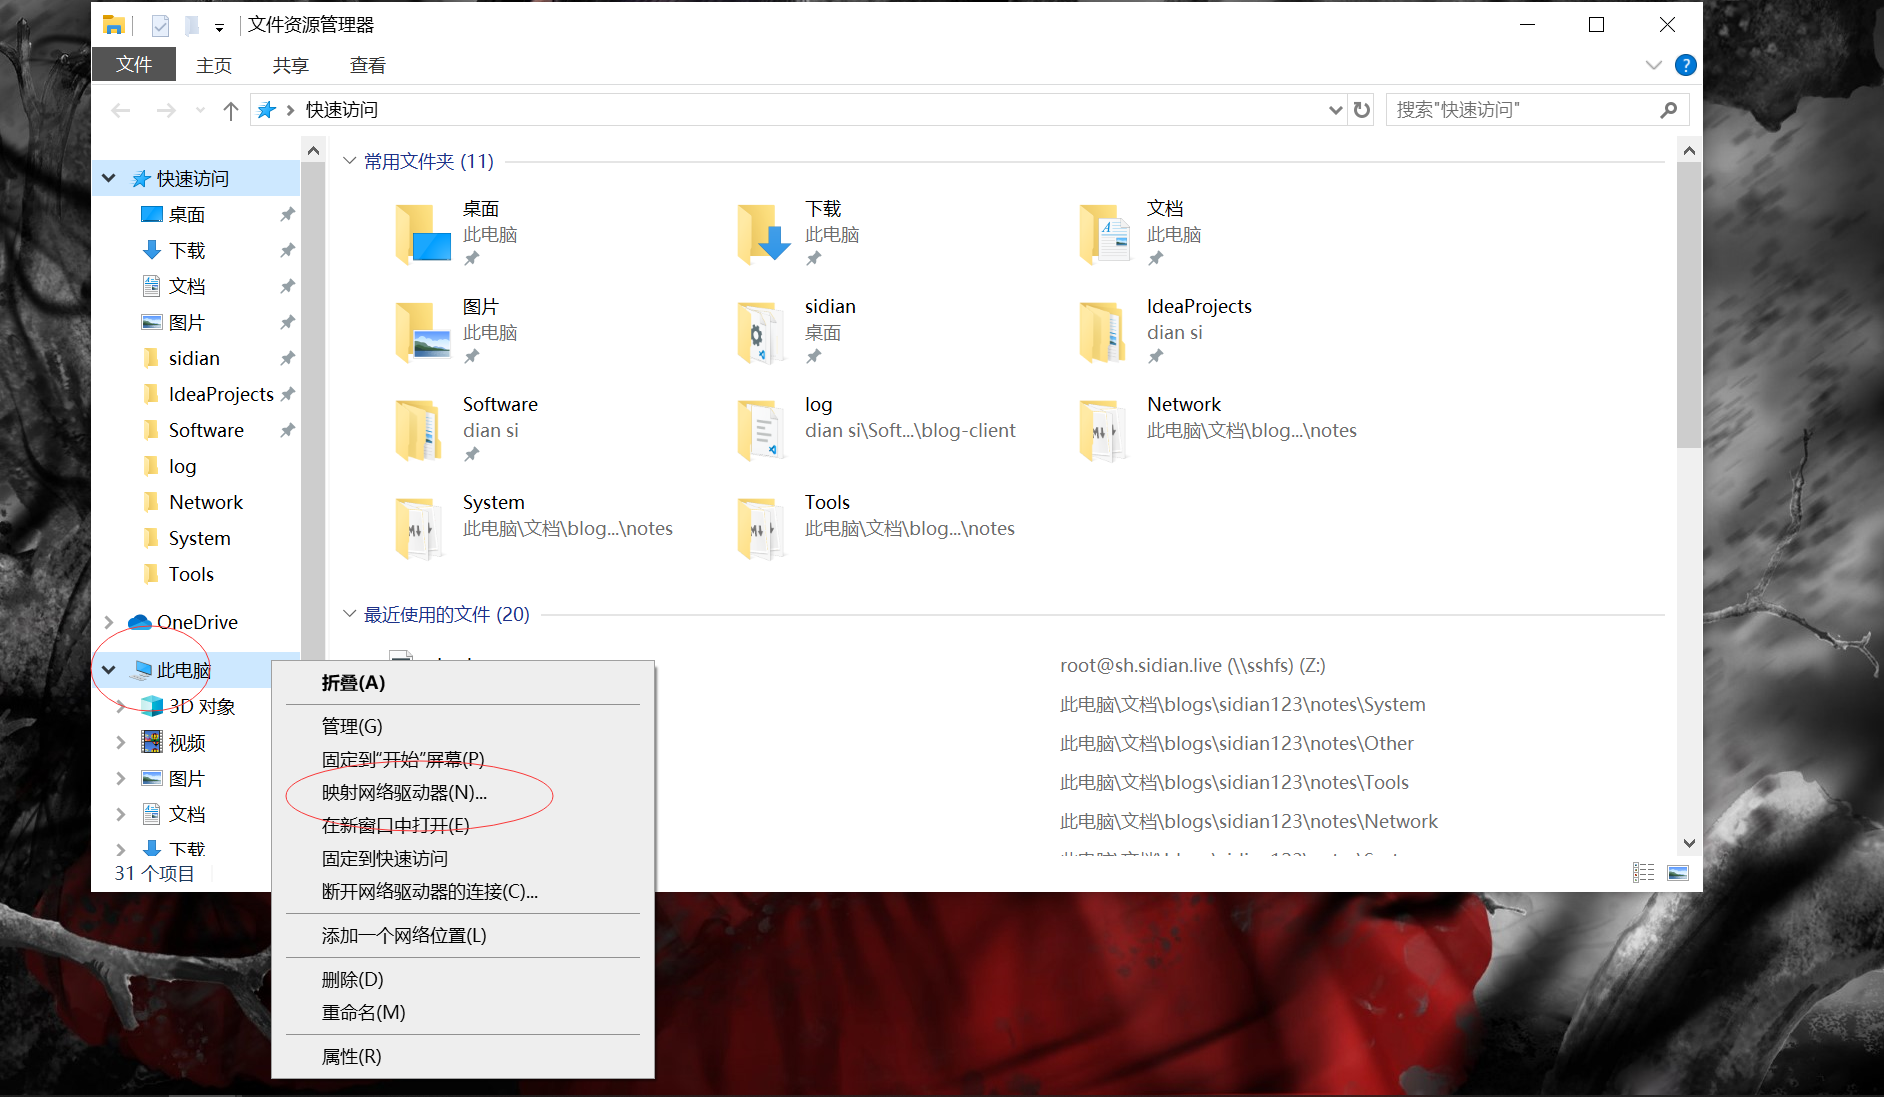 文件资源管理器
文件
主页
共享
查看
快速访问
搜索"快速访问"
快速访问
桌面
下载
文档
图片
sidian
IdeaProjects
Software
log
Network
System
Tools
OneDrive
此电脑
3D 对象
视频
图片
文档
下载
31 个项目
常用文件夹 (11)
桌面
此电脑
下载
此电脑
文档
此电脑
图片
此电脑
sidian
桌面
IdeaProjects
dian si
Software
dian si
log
dian si\Soft...\blog-client
Network
此电脑\文档\blog...\notes
System
此电脑\文档\blog...\notes
Tools
此电脑\文档\blog...\notes
最近使用的文件 (20)
root@sh.sidian.live (\\sshfs) (Z:)
此电脑\文档\blogs\sidian123\notes\System
此电脑\文档\blogs\sidian123\notes\Other
此电脑\文档\blogs\sidian123\notes\Tools
此电脑\文档\blogs\sidian123\notes\Network
折叠(A)
管理(G)
固定到"开始"屏幕(P)
映射网络驱动器(N)...
在新窗口中打开(E)
固定到快速访问
断开网络驱动器的连接(C)...
添加一个网络位置(L)
删除(D)
重命名(M)
属性(R)